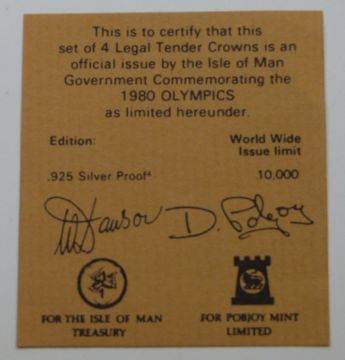 This is to certify that this
set of 4 Legal Tender Crowns is an
official issue by the Isle of Man
Government Commemorating the
1980 OLYMPICS
as limited hereunder.
Edition: World Wide
Issue limit
.925 Silver Proof⁴ 10,000
D. Pobjoy
FOR THE ISLE OF MAN
TREASURY
FOR POBJOY MINT
LIMITED